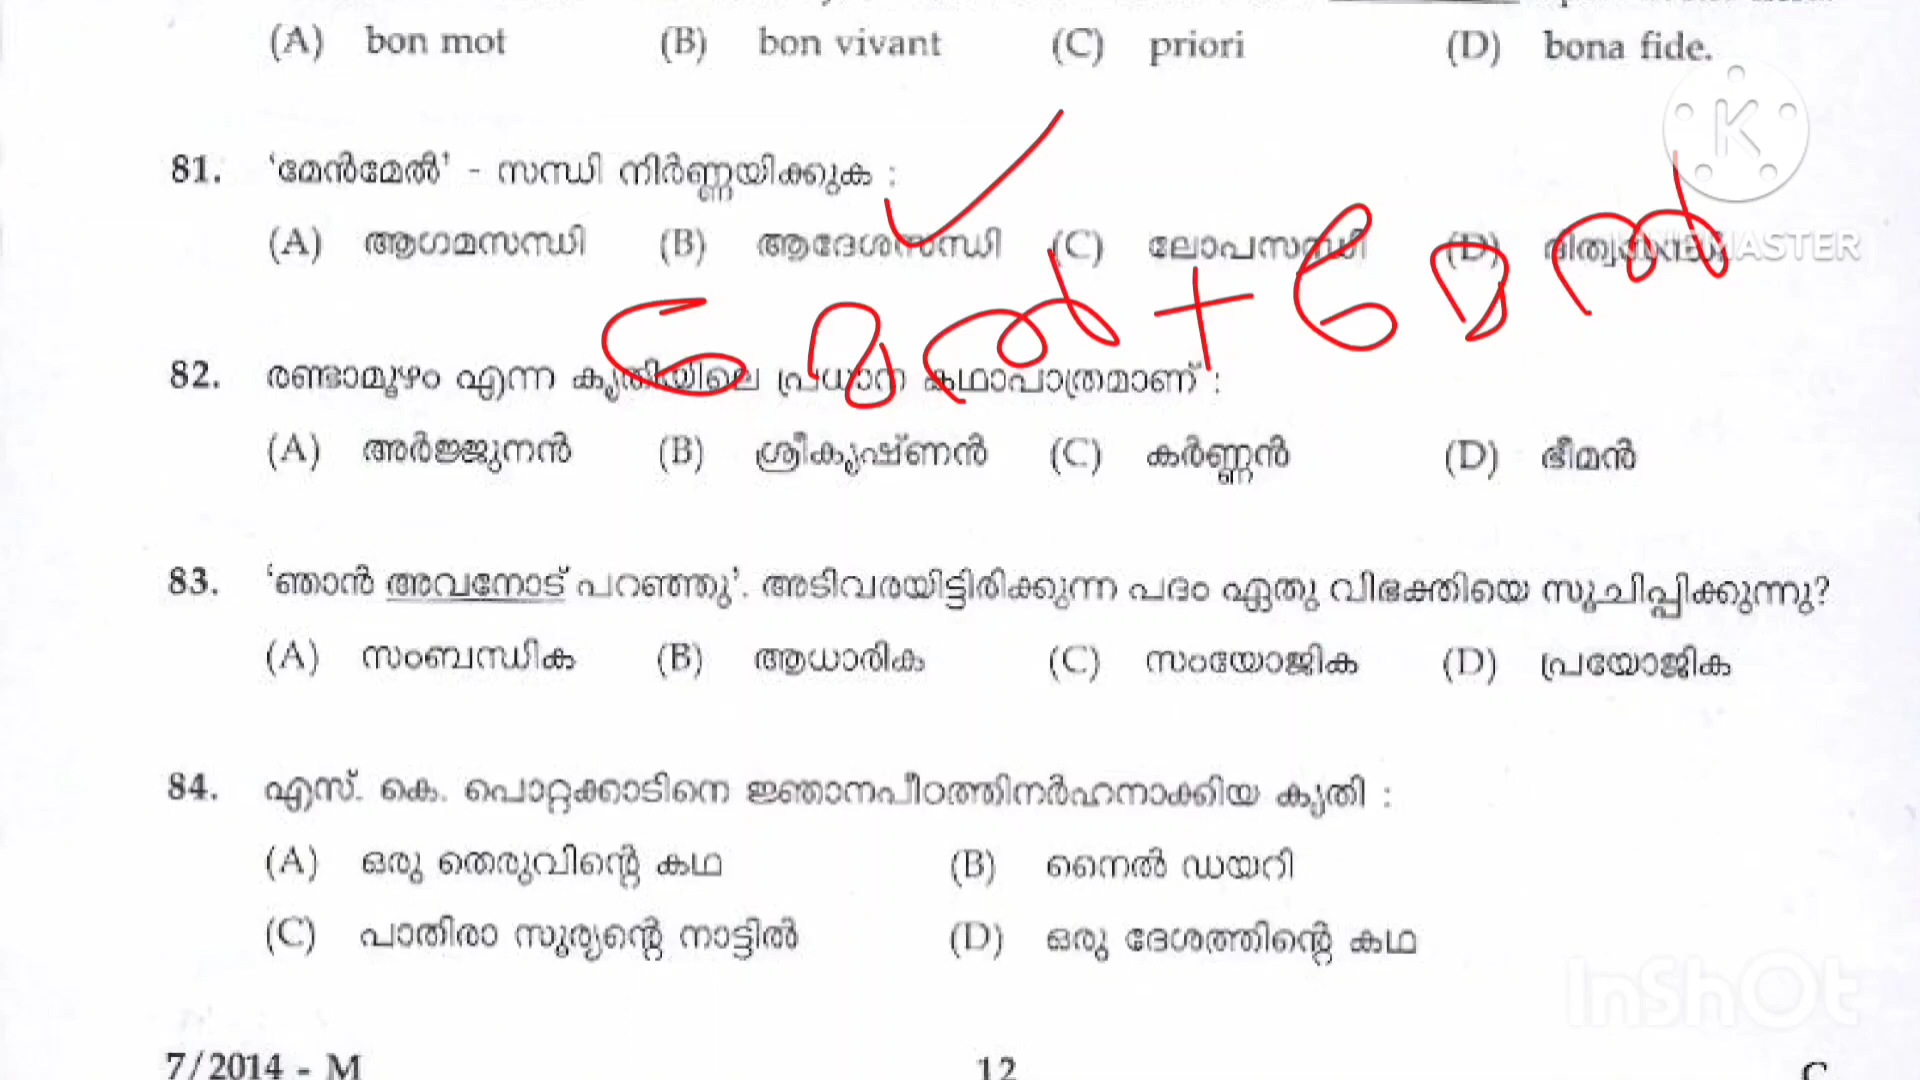 (A) bon mot (B) bon vivant (C) priori (D) bona fide.
81. 'മേൻമേൽ' - സന്ധി നിർണ്ണയിക്കുക :
(A) ആഗമസന്ധി (B) ആദേശസന്ധി (C) ലോപസന്ധി (D) ദിത്വസന്ധി
KINEMASTER
മേൽ + മേൽ
82. രണ്ടാമൂഴം എന്ന കൃതിയിലെ പ്രധാന കഥാപാത്രമാണ് :
(A) അർജ്ജുനൻ (B) ശ്രീകൃഷ്ണൻ (C) കർണ്ണൻ (D) ഭീമൻ
83. 'ഞാൻ അവനോട് പറഞ്ഞു'. അടിവരയിട്ടിരിക്കുന്ന പദം ഏതു വിഭക്തിയെ സൂചിപ്പിക്കുന്നു?
(A) സംബന്ധിക (B) ആധാരിക (C) സംയോജിക (D) പ്രയോജിക
84. എസ്. കെ. പൊറ്റക്കാടിനെ ജ്ഞാനപീഠത്തിനർഹനാക്കിയ കൃതി :
(A) ഒരു തെരുവിന്റെ കഥ (B) നൈൽ ഡയറി
(C) പാതിരാ സൂര്യന്റെ നാട്ടിൽ (D) ഒരു ദേശത്തിന്റെ കഥ
InShOt
7/2014 - M 12 C